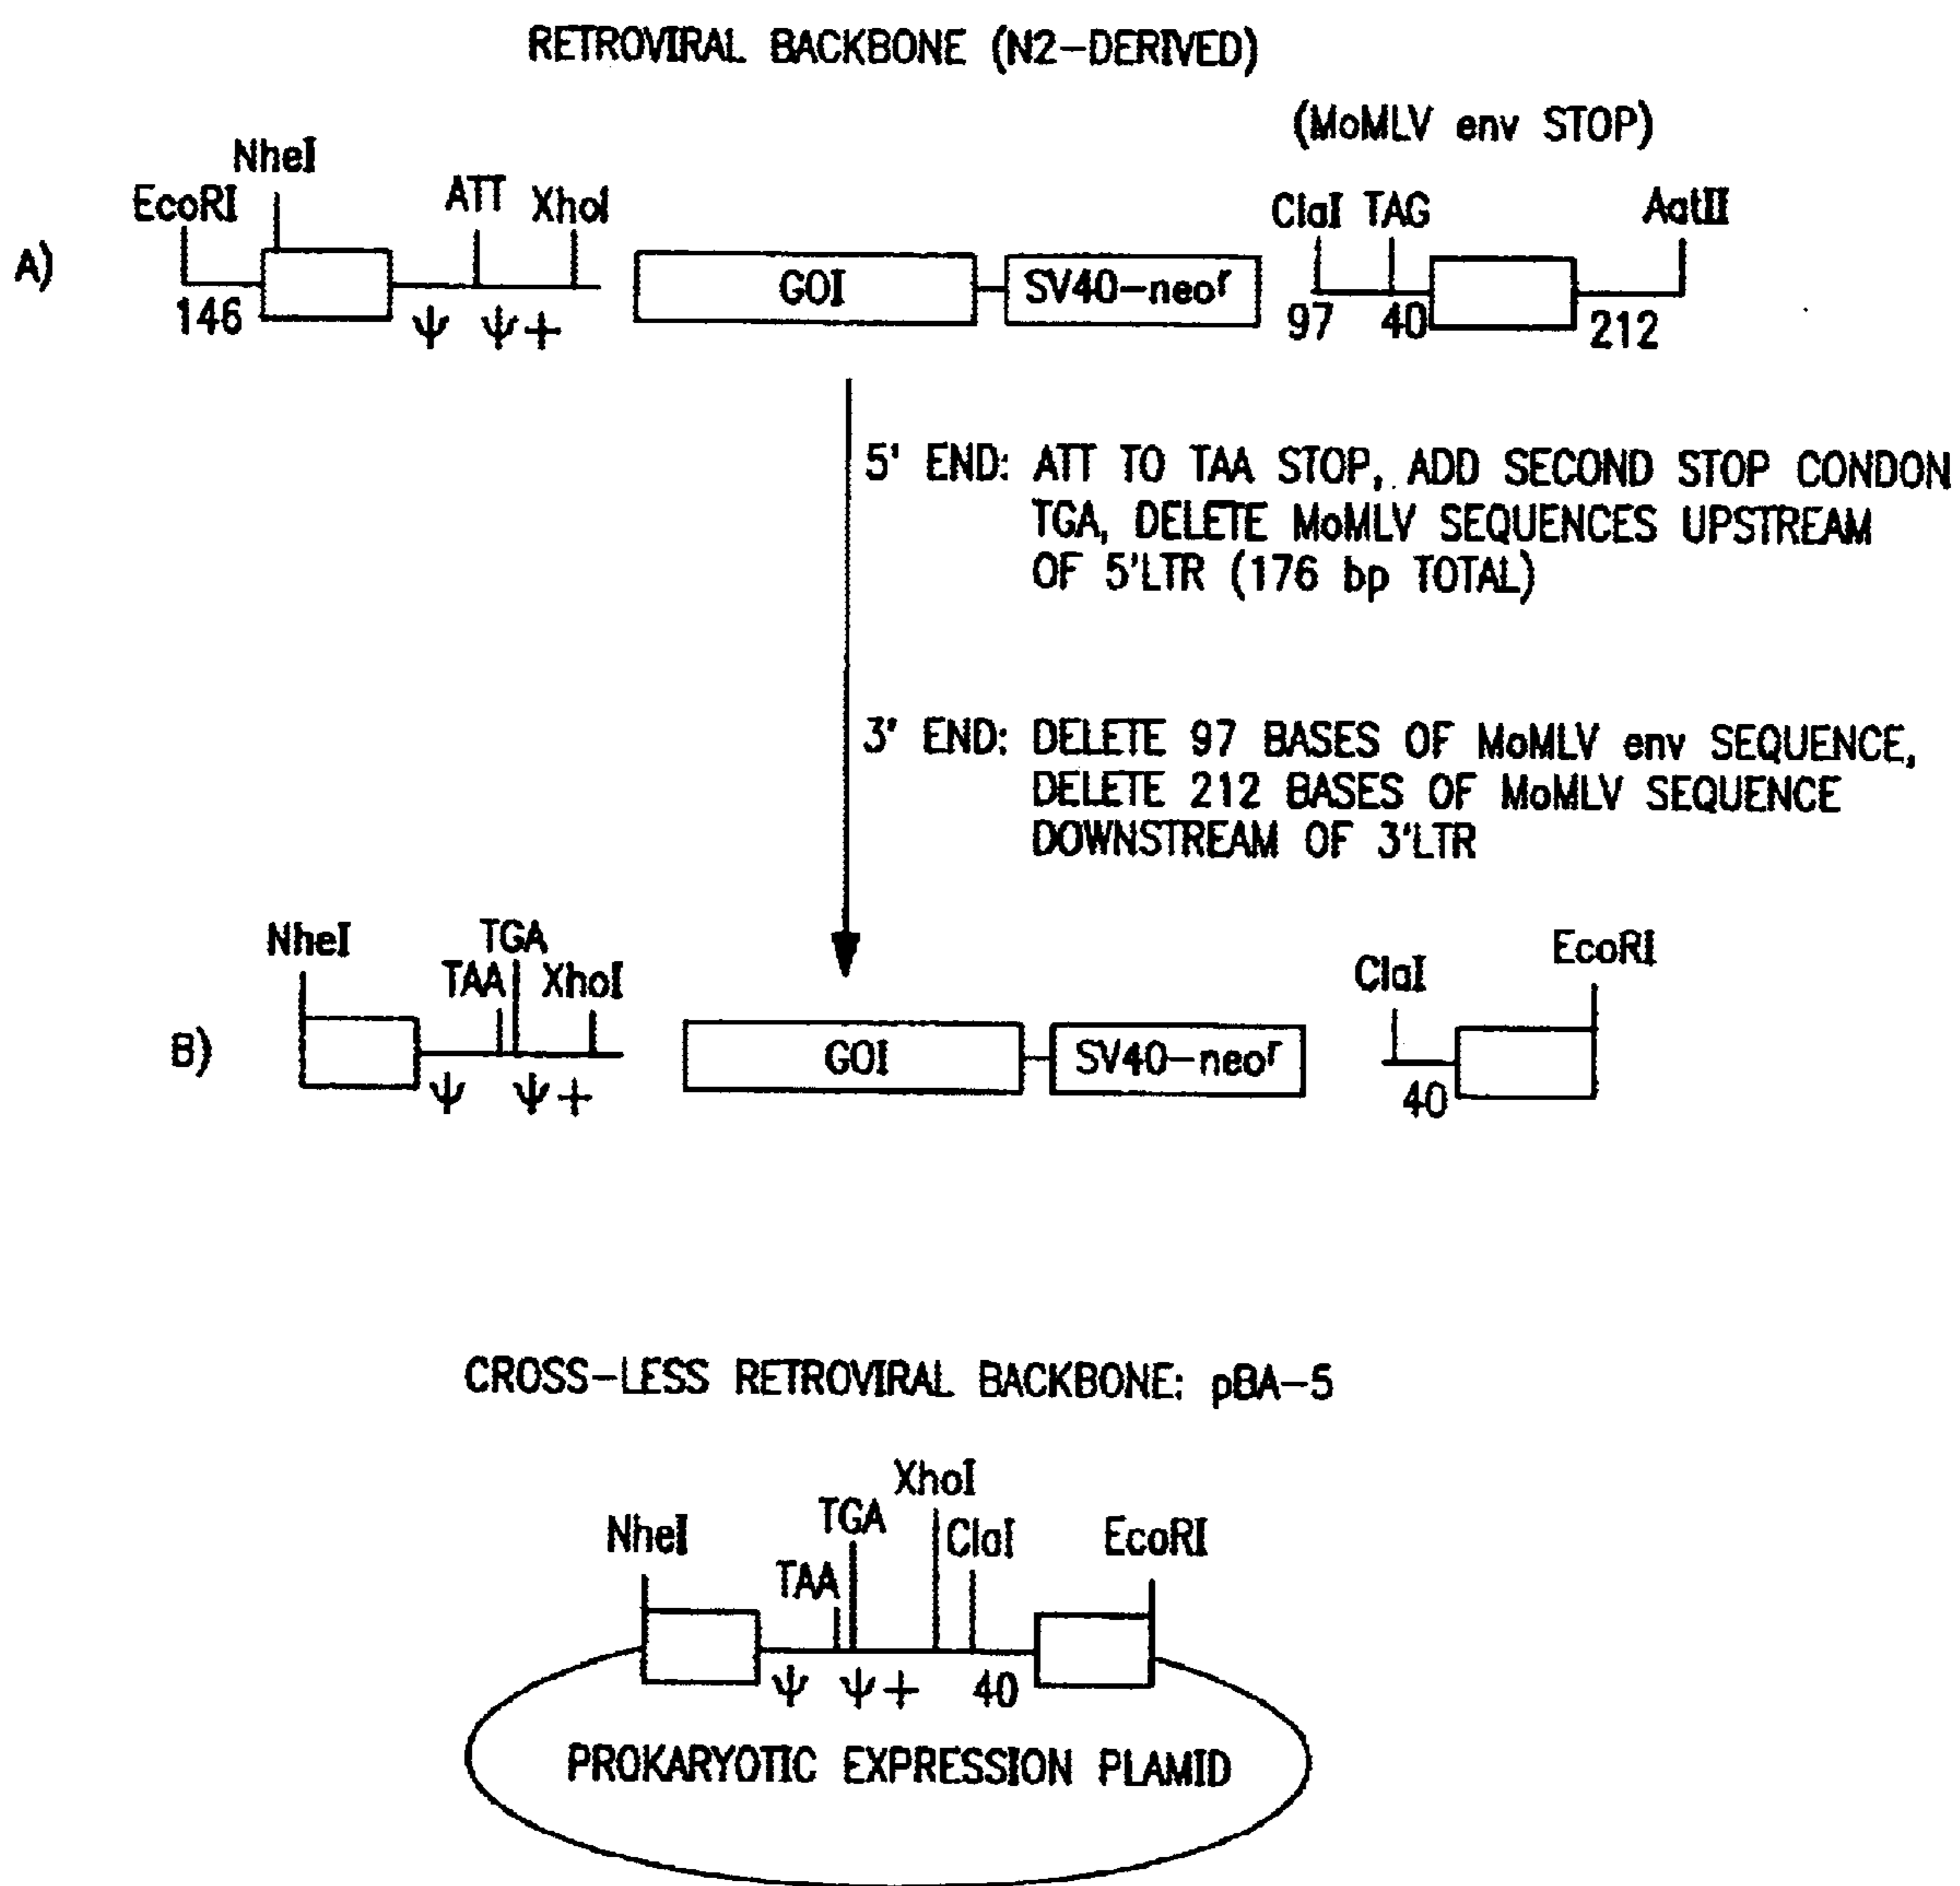 RETROVIRAL BACKBONE (N2-DERIVED)
(MoMLV env STOP)
EcoRI NheI ATT XhoI ClaI TAG AatII
A)
GOI SV40-neoʳ
146 ψ ψ+ 97 40 212
5' END: ATT TO TAA STOP, ADD SECOND STOP CONDON
TGA, DELETE MoMLV SEQUENCES UPSTREAM
OF 5'LTR (176 bp TOTAL)
3' END: DELETE 97 BASES OF MoMLV env SEQUENCE,
DELETE 212 BASES OF MoMLV SEQUENCE
DOWNSTREAM OF 3'LTR
NheI TAA TGA XhoI ClaI EcoRI
B)
GOI SV40-neoʳ
ψ ψ+ 40
CROSS-LESS RETROVIRAL BACKBONE: pBA-5
NheI TAA TGA XhoI ClaI EcoRI
ψ ψ+ 40
PROKARYOTIC EXPRESSION PLAMID